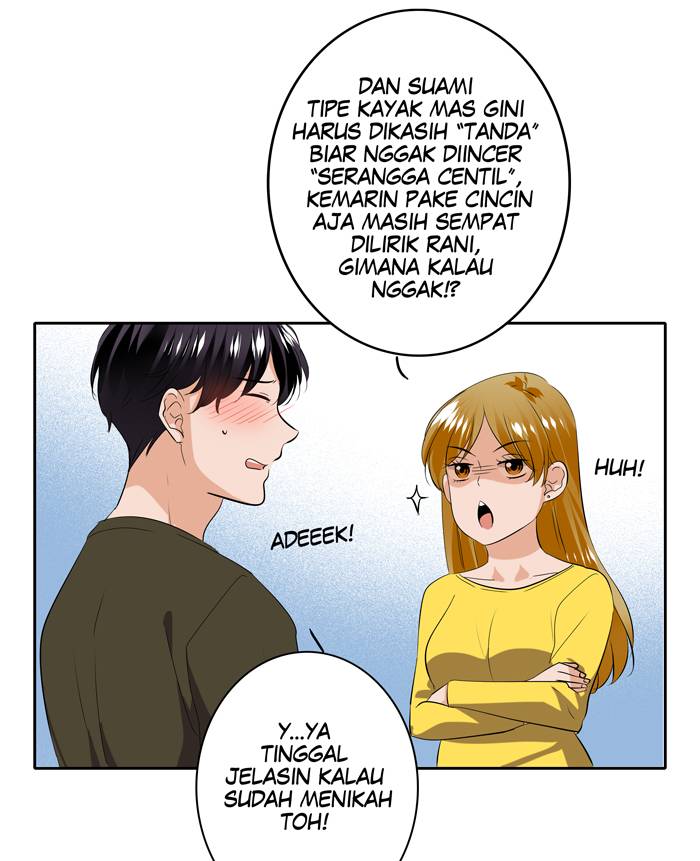 DAN SUAMI
TIPE KAYAK MAS GINI
HARUS DIKASIH "TANDA"
BIAR NGGAK DIINCER
"SERANGGA CENTIL",
KEMARIN PAKE CINCIN
AJA MASIH SEMPAT
DILIRIK RANI,
GIMANA KALAU
NGGAK!?
HUH!
ADEEEK!
Y...YA
TINGGAL
JELASIN KALAU
SUDAH MENIKAH
TOH!